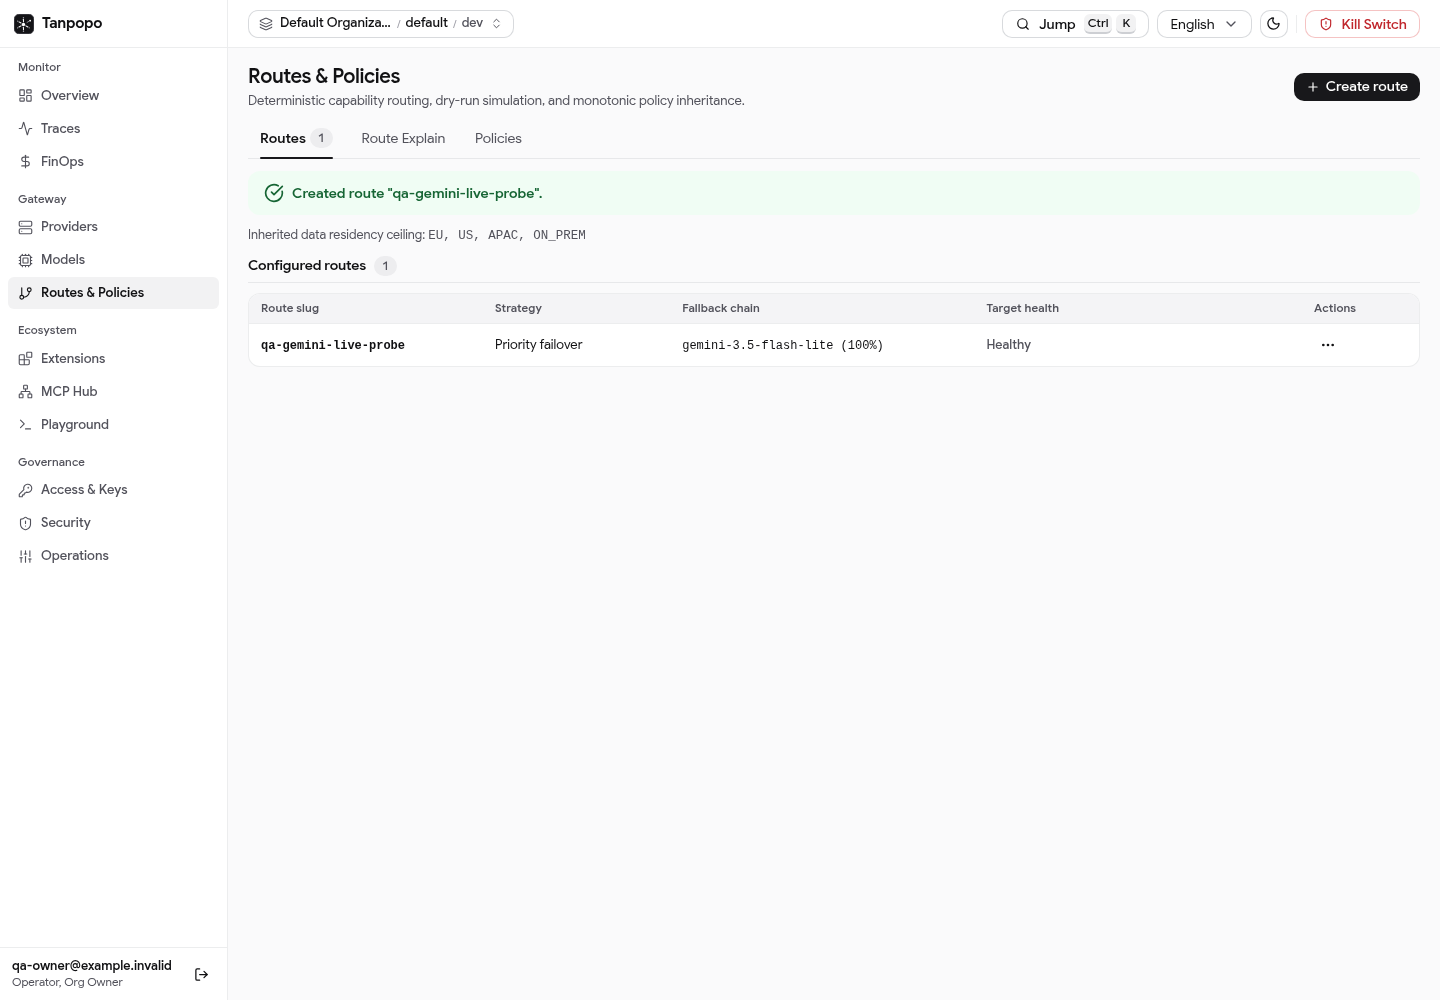 Tanpopo
Default Organiza... / default / dev
Jump Ctrl K
English
Kill Switch
Monitor
Overview
Traces
FinOps
Gateway
Providers
Models
Routes & Policies
Ecosystem
Extensions
MCP Hub
Playground
Governance
Access & Keys
Security
Operations
qa-owner@example.invalid
Operator, Org Owner
Routes & Policies
Deterministic capability routing, dry-run simulation, and monotonic policy inheritance.
Create route
Routes 1 Route Explain Policies
Created route "qa-gemini-live-probe".
Inherited data residency ceiling: EU, US, APAC, ON_PREM
Configured routes 1
Route slug Strategy Fallback chain Target health Actions
qa-gemini-live-probe Priority failover gemini-3.5-flash-lite (100%) Healthy